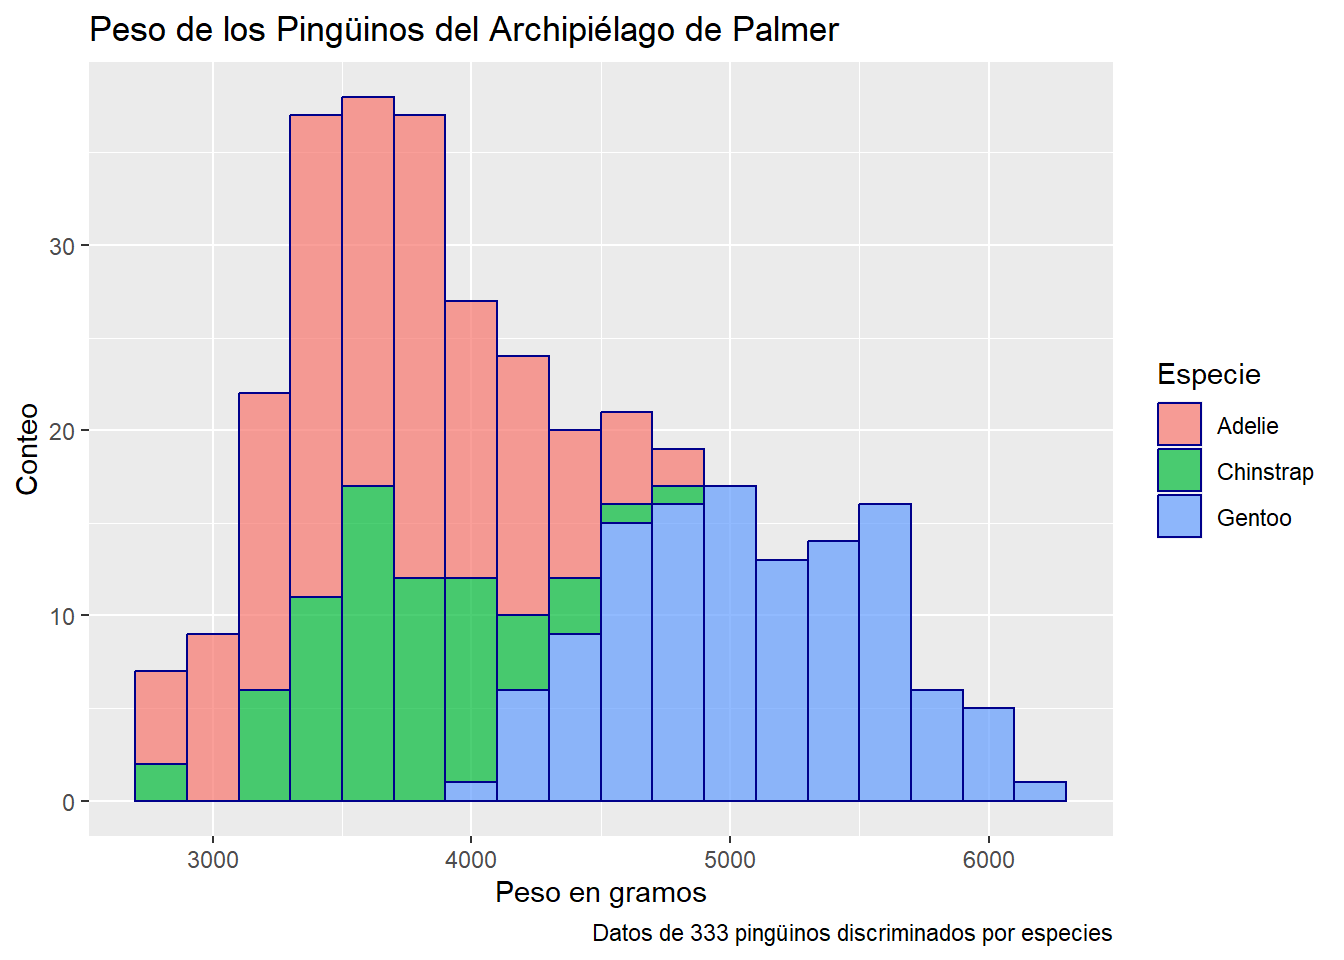 Peso de los Pingüinos del Archipiélago de Palmer
Conteo
30
20
10
0
3000 4000 5000 6000
Peso en gramos
Datos de 333 pingüinos discriminados por especies
Especie
Adelie
Chinstrap
Gentoo